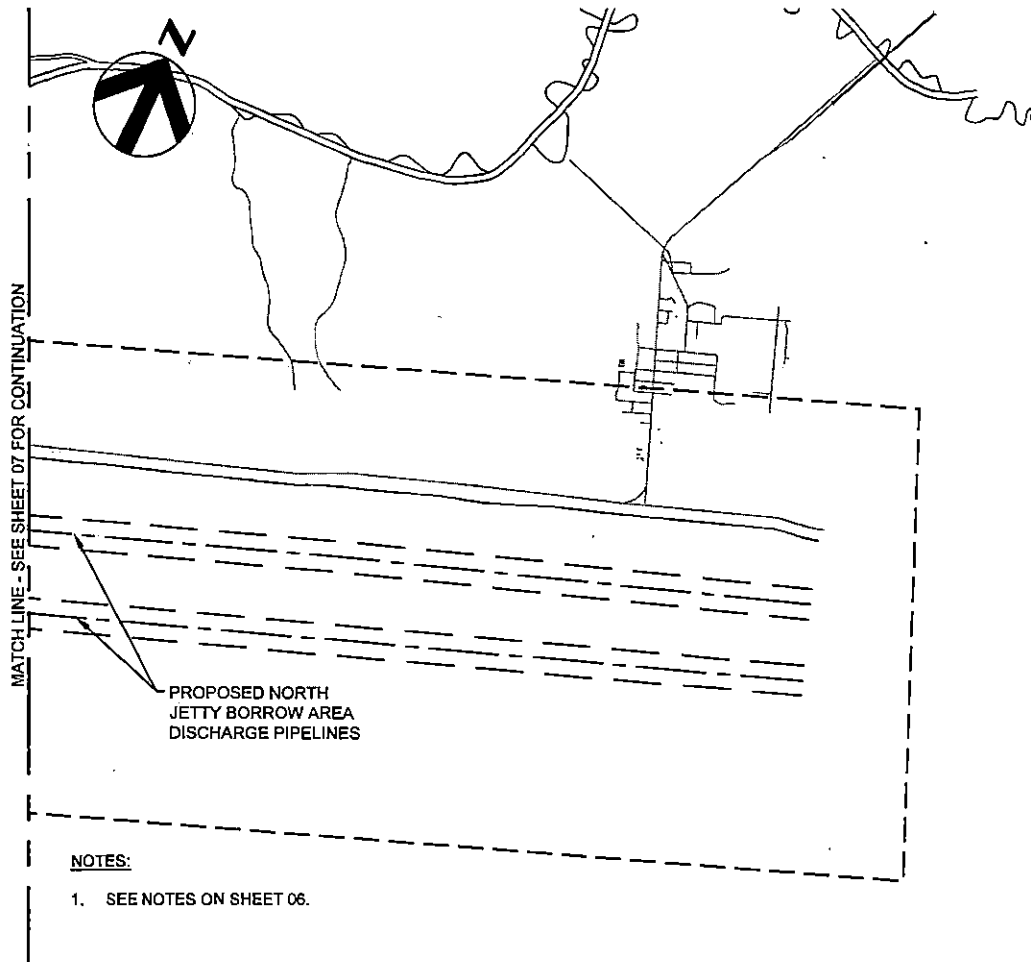 N
MATCH LINE - SEE SHEET 07 FOR CONTINUATION
PROPOSED NORTH
JETTY BORROW AREA
DISCHARGE PIPELINES
NOTES:
1. SEE NOTES ON SHEET 06.